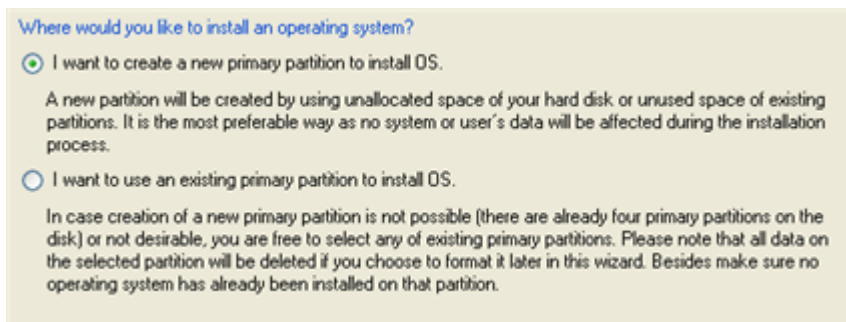 Where would you like to install an operating system?
I want to create a new primary partition to install OS.
A new partition will be created by using unallocated space of your hard disk or unused space of existing
partitions. It is the most preferable way as no system or user's data will be affected during the installation
process.
I want to use an existing primary partition to install OS.
In case creation of a new primary partition is not possible (there are already four primary partitions on the
disk) or not desirable, you are free to select any of existing primary partitions. Please note that all data on
the selected partition will be deleted if you choose to format it later in this wizard. Besides make sure no
operating system has already been installed on that partition.